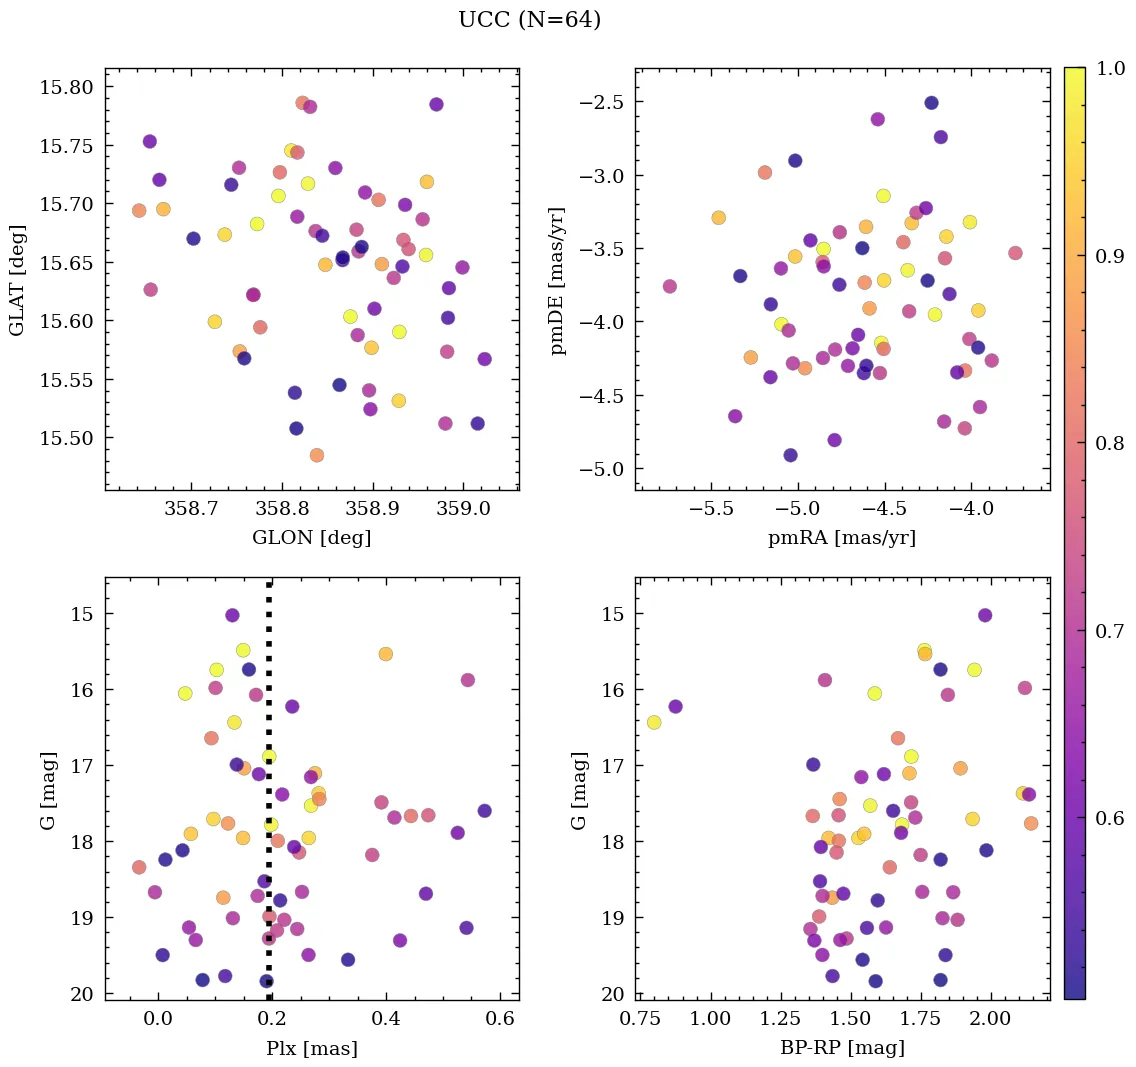 UCC (N=64)
15.80
15.75
15.70
15.65
15.60
15.55
15.50
GLAT [deg]
358.7 358.8 358.9 359.0
GLON [deg]
−2.5
−3.0
−3.5
−4.0
−4.5
−5.0
pmDE [mas/yr]
−5.5 −5.0 −4.5 −4.0
pmRA [mas/yr]
1.0
0.9
0.8
0.7
0.6
15
16
17
18
19
20
G [mag]
0.0 0.2 0.4 0.6
Plx [mas]
15
16
17
18
19
20
G [mag]
0.75 1.00 1.25 1.50 1.75 2.00
BP-RP [mag]